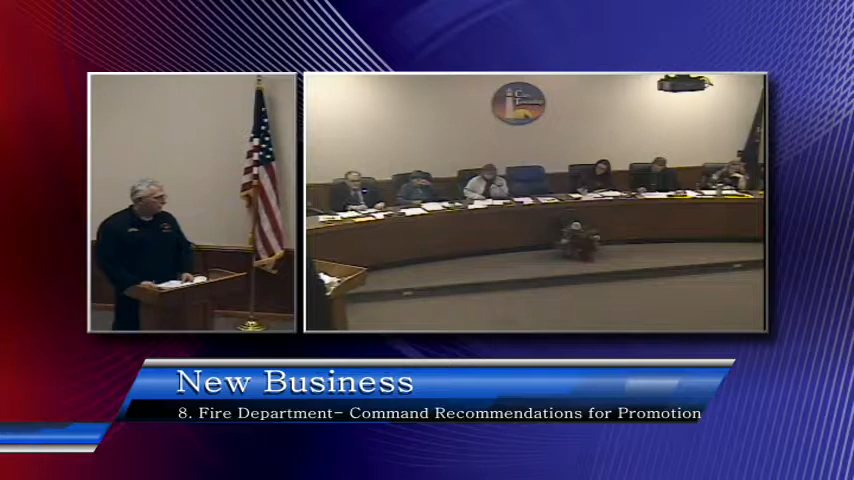 New Business
8. Fire Department- Command Recommendations for Promotion